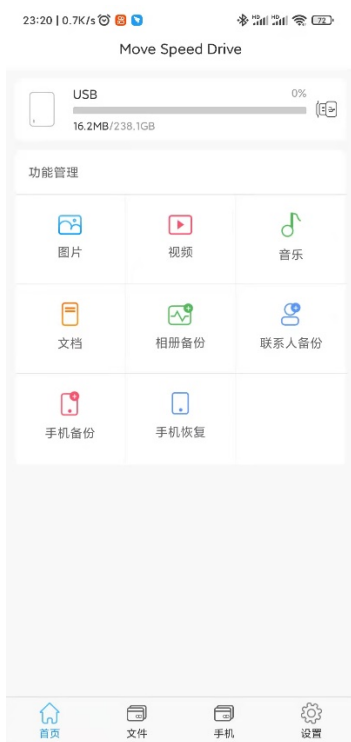 23:20 | 0.7K/s
72
Move Speed Drive
USB
0%
16.2MB/238.1GB
功能管理
图片
视频
音乐
文档
相册备份
联系人备份
手机备份
手机恢复
首页
文件
手机
设置